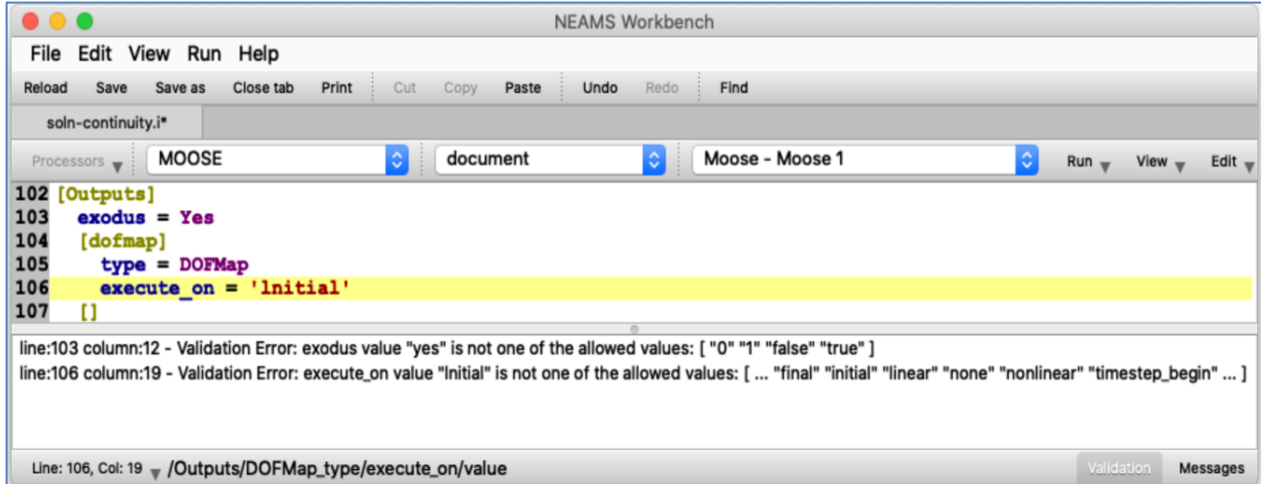 NEAMS Workbench
File Edit View Run Help
Reload Save Save as Close tab Print Cut Copy Paste Undo Redo Find
soln-continuity.i*
Processors MOOSE document Moose - Moose 1 Run View Edit
102 [Outputs]
103 exodus = Yes
104 [dofmap]
105 type = DOFMap
106 execute_on = 'lnitial'
107 []
line:103 column:12 - Validation Error: exodus value "yes" is not one of the allowed values: [ "0" "1" "false" "true" ]
line:106 column:19 - Validation Error: execute_on value "lnitial" is not one of the allowed values: [ ... "final" "initial" "linear" "none" "nonlinear" "timestep_begin" ... ]
Line: 106, Col: 19 /Outputs/DOFMap_type/execute_on/value Validation Messages